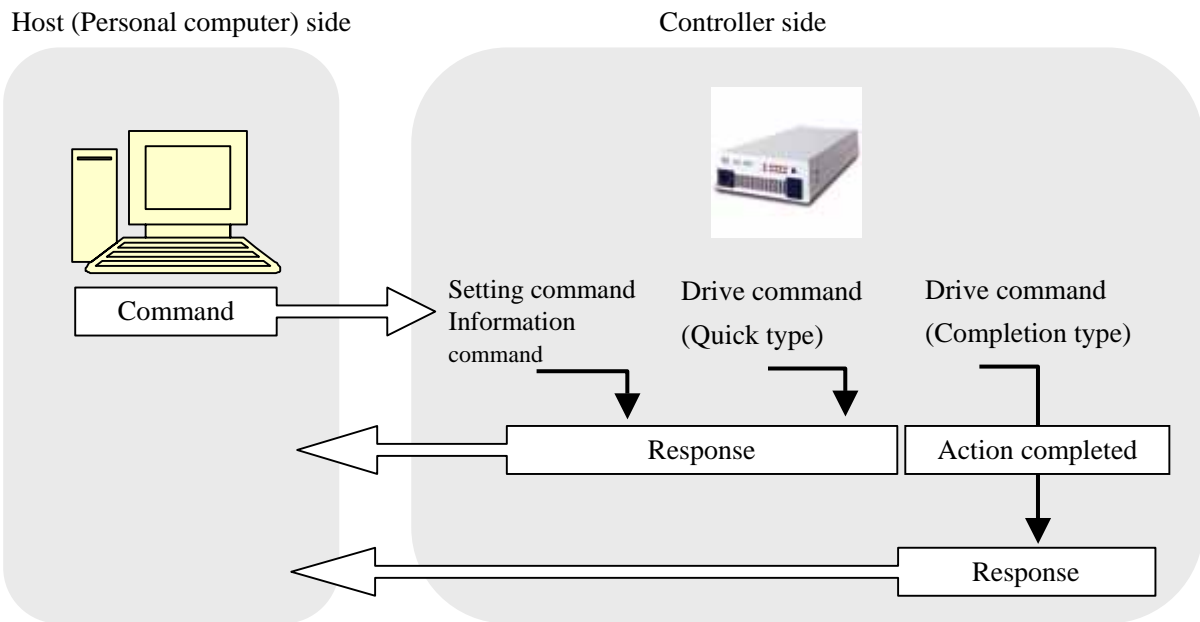 Host (Personal computer) side
Controller side
Command
Setting command
Information
command
Drive command
(Quick type)
Drive command
(Completion type)
Response
Action completed
Response